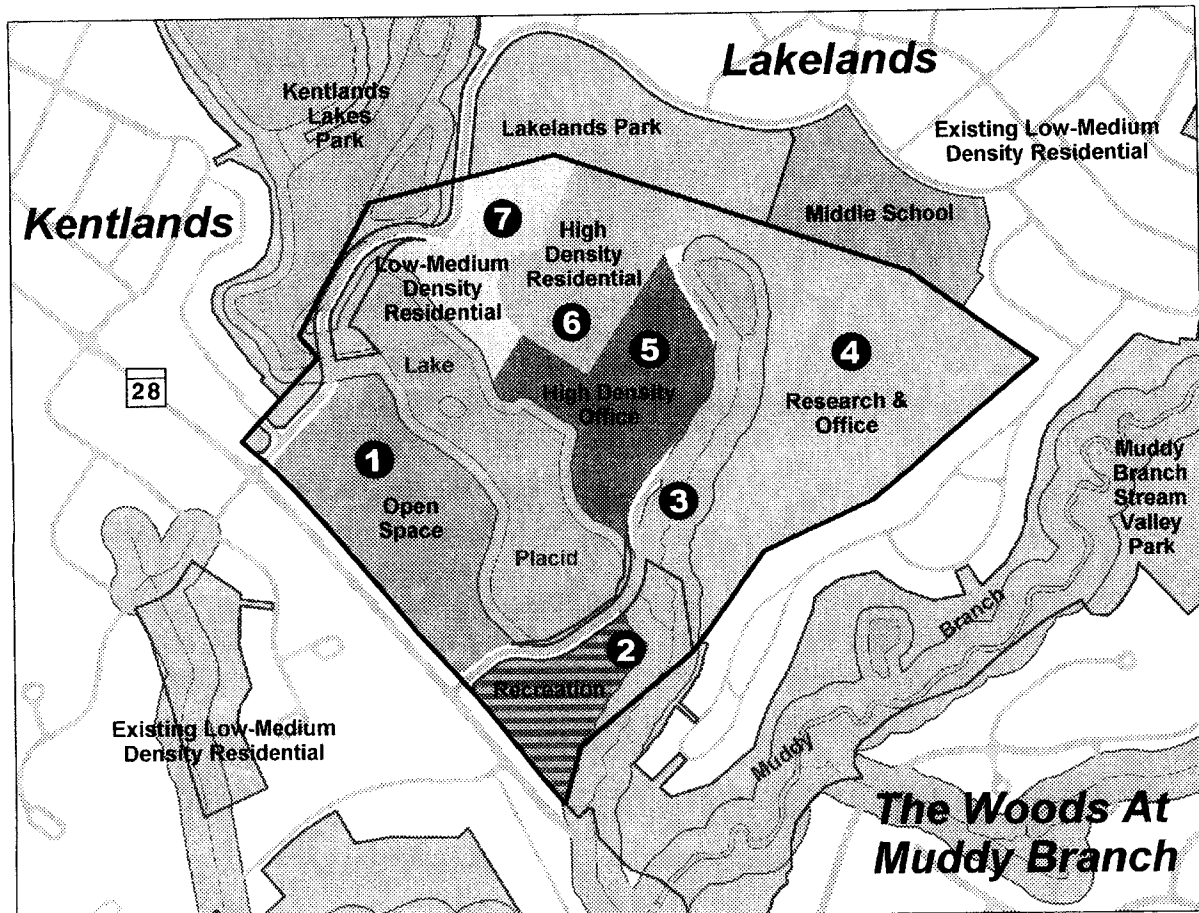 Lakelands
Kentlands
Lakes
Park
Lakelands Park
Existing Low-Medium
Density Residential
Kentlands
7
High
Density
Residential
Middle School
Low-Medium
Density
Residential
6
5
4
Lake
28
High Density
Office
Research &
Office
1
Open
Space
3
Muddy
Branch
Stream
Valley
Park
Placid
Branch
2
Recreation
Existing Low-Medium
Density Residential
Muddy
The Woods At
Muddy Branch